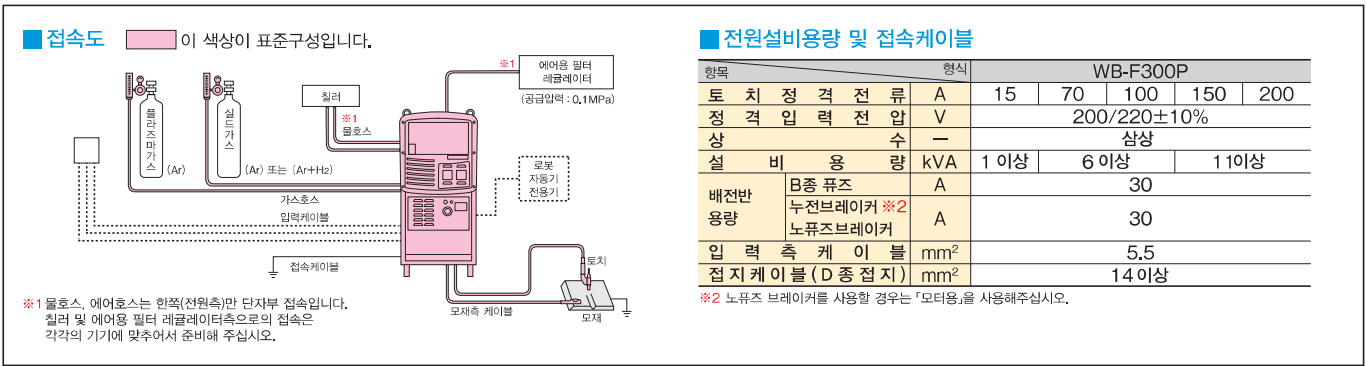 ■접속도 이 색상이 표준구성입니다.
※1
에어용 필터
레귤레이터
(공급압력 : 0.1MPa)
칠러
※1
물호스
플라즈마가스
(Ar)
실드가스
(Ar) 또는 (Ar+H₂)
가스호스
입력케이블
로봇
자동기
전용기
접속케이블
토치
모재측 케이블
모재
※1 물호스, 에어호스는 한쪽(전원측)만 단자부 접속입니다.
칠러 및 에어용 필터 레귤레이터측으로의 접속은
각각의 기기에 맞추어서 준비해 주십시오.
■전원설비용량 및 접속케이블
항목 형식 WB-F300P
토 치 정 격 전 류 A 15 70 100 150 200
정 격 입 력 전 압 V 200/220±10%
상 수 — 삼상
설 비 용 량 kVA 1 이상 6 이상 11이상
배전반
용량
B종 퓨즈 A 30
누전브레이커 ※2
노퓨즈브레이커 A 30
입 력 측 케 이 블 mm² 5.5
접 지 케 이 블 ( D 종 접 지 ) mm² 14 이상
※2 노퓨즈 브레이커를 사용할 경우는 「모터용」을 사용해주십시오.